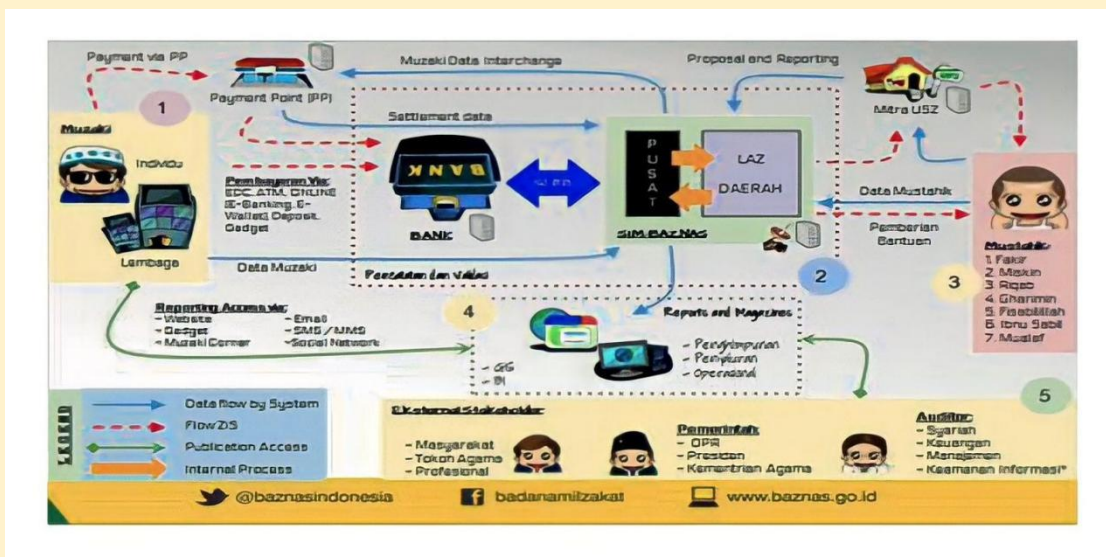 Payment via PP
Muzaki Data Interchange
Proposal and Reporting
1
Payment Point (PP)
Mitra USZ
Muzaki
Settlement data
Individu
BANK
PUSAT
LAZ
DAERAH
Pembayaran Via:
EDC, ATM, ONLINE
(E-Banking, E-
Wallet) Deposit,
Gadget
Data Mustahik
Pemberian
Bantuan
BANK
SIM-BAZNAS
Lembaga
Data Muzaki
2
3
Mustahik:
1. Fakir
2. Miskin
3. Riqab
4. Gharimin
5. Fisabilillah
6. Ibnu Sabil
7. Mualaf
Reporting Access via:
- Website
- Gadget
- Muzaki Corner
- Email
- SMS / MMS
- Social Network
4
Reports and Magazines
- Penghimpunan
- Operasional
- BI
5
LEGEND
Data flow by System
Flow ZIS
Publication Access
Internal Process
Eksternal Stakeholder
- Masyarakat
- Tokoh Agama
- Profesional
Pemerintah:
- DPR
- Presiden
- Kementrian Agama
Auditor:
- Syariah
- Keuangan
- Manajemen
- Keamanan Informasi*
@baznasindonesia
badanamilzakat
www.baznas.go.id